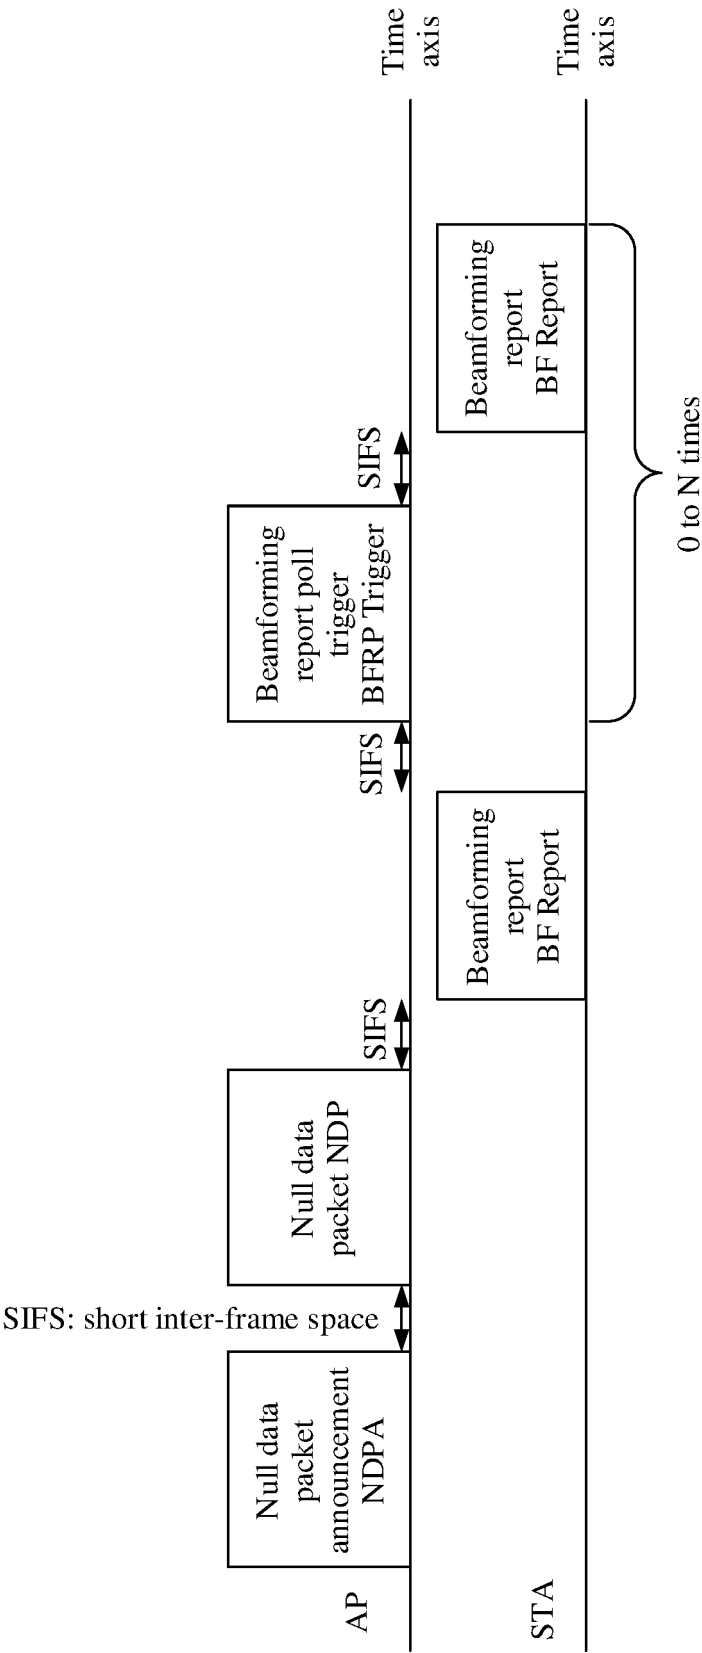 AP
Null data
packet
announcement
NDPA
SIFS: short inter-frame space
Null data
packet NDP
SIFS
SIFS
Beamforming
report poll
trigger
BFRP Trigger
SIFS
Time
axis
STA
Beamforming
report
BF Report
Beamforming
report
BF Report
Time
axis
0 to N times